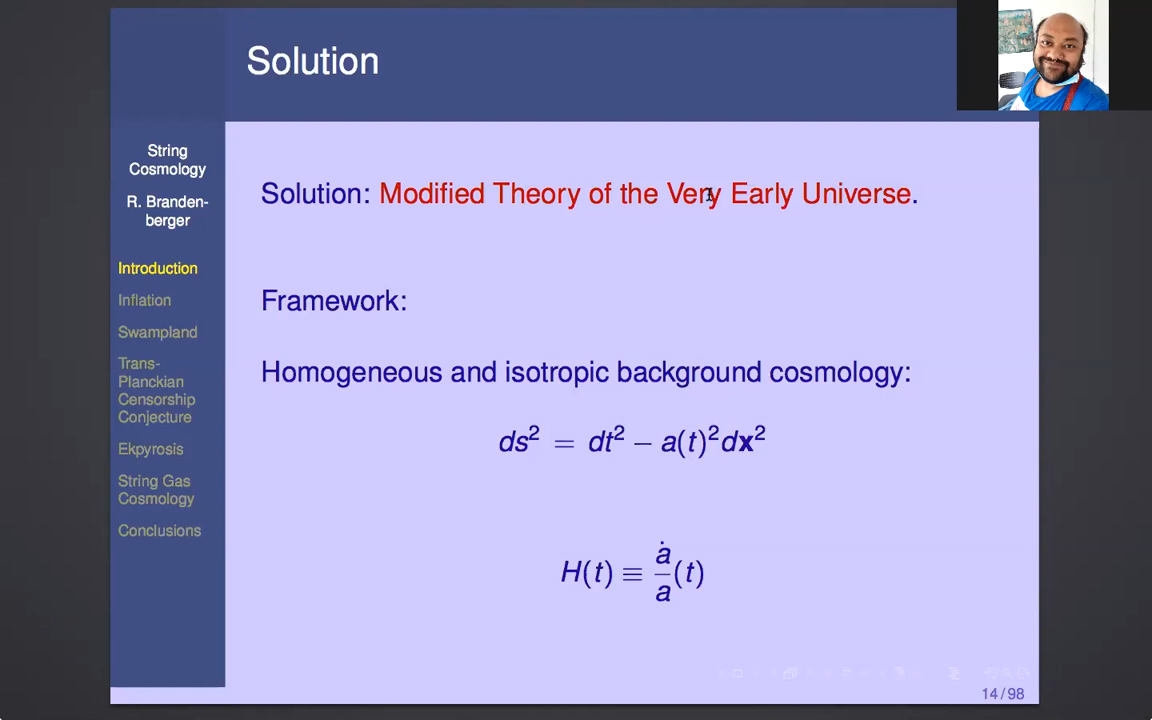 Solution
String
Cosmology
R. Branden-
berger
Introduction
Inflation
Swampland
Trans-
Planckian
Censorship
Conjecture
Ekpyrosis
String Gas
Cosmology
Conclusions
Solution: Modified Theory of the Very Early Universe.
Framework:
Homogeneous and isotropic background cosmology:
ds² = dt² − a(t)²dx²
H(t) ≡ ȧ/a (t)
14 / 98